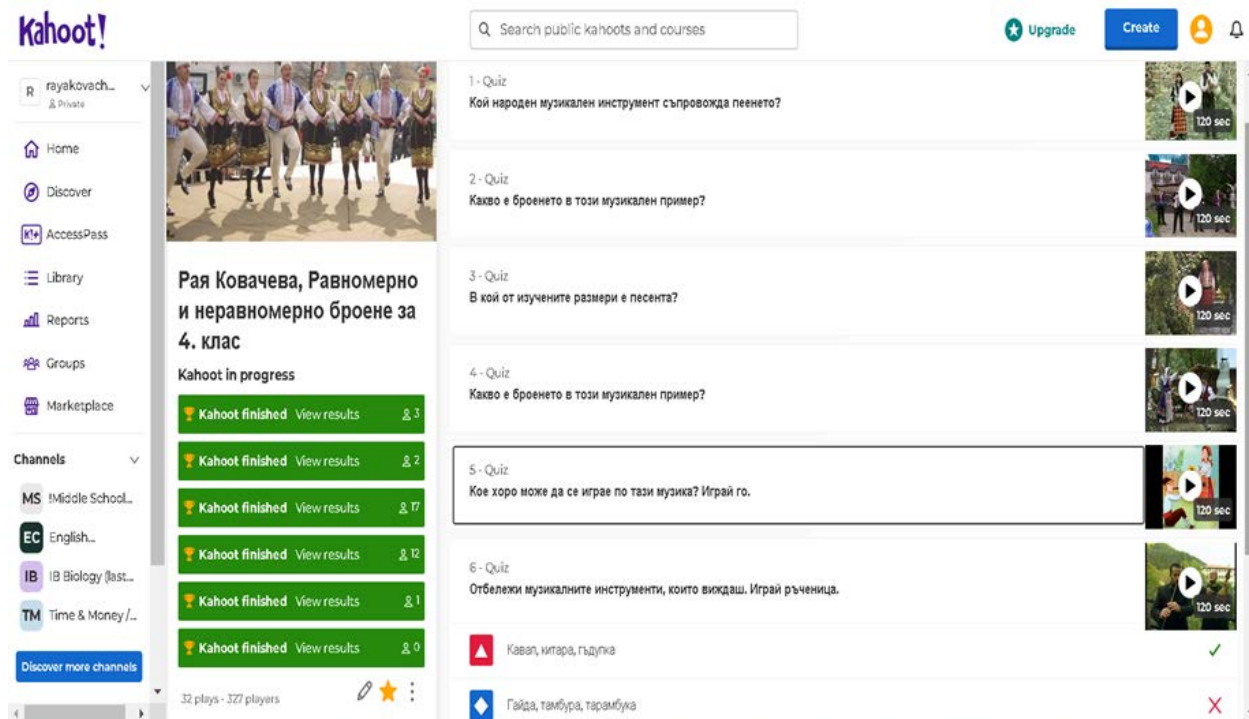 Kahoot!
Search public kahoots and courses
Upgrade
Create
R
rayakovach...
Private
Home
Discover
K!+ AccessPass
Library
Reports
Groups
Marketplace
Channels
MS !Middle School...
EC English...
IB IB Biology (last...
TM Time & Money /...
Discover more channels
Рая Ковачева, Равномерно
и неравномерно броене за
4. клас
Kahoot in progress
Kahoot finished View results 3
Kahoot finished View results 2
Kahoot finished View results 17
Kahoot finished View results 12
Kahoot finished View results 1
Kahoot finished View results 0
32 plays · 327 players
1 - Quiz
Кой народен музикален инструмент съпровожда пеенето?
120 sec
2 - Quiz
Какво е броенето в този музикален пример?
120 sec
3 - Quiz
В кой от изучените размери е песента?
120 sec
4 - Quiz
Какво е броенето в този музикален пример?
120 sec
5 - Quiz
Кое хоро може да се играе по тази музика? Играй го.
120 sec
6 - Quiz
Отбележи музикалните инструменти, които виждаш. Играй ръченица.
120 sec
Кавал, китара, гъдулка
Гайда, тамбура, тарамбука